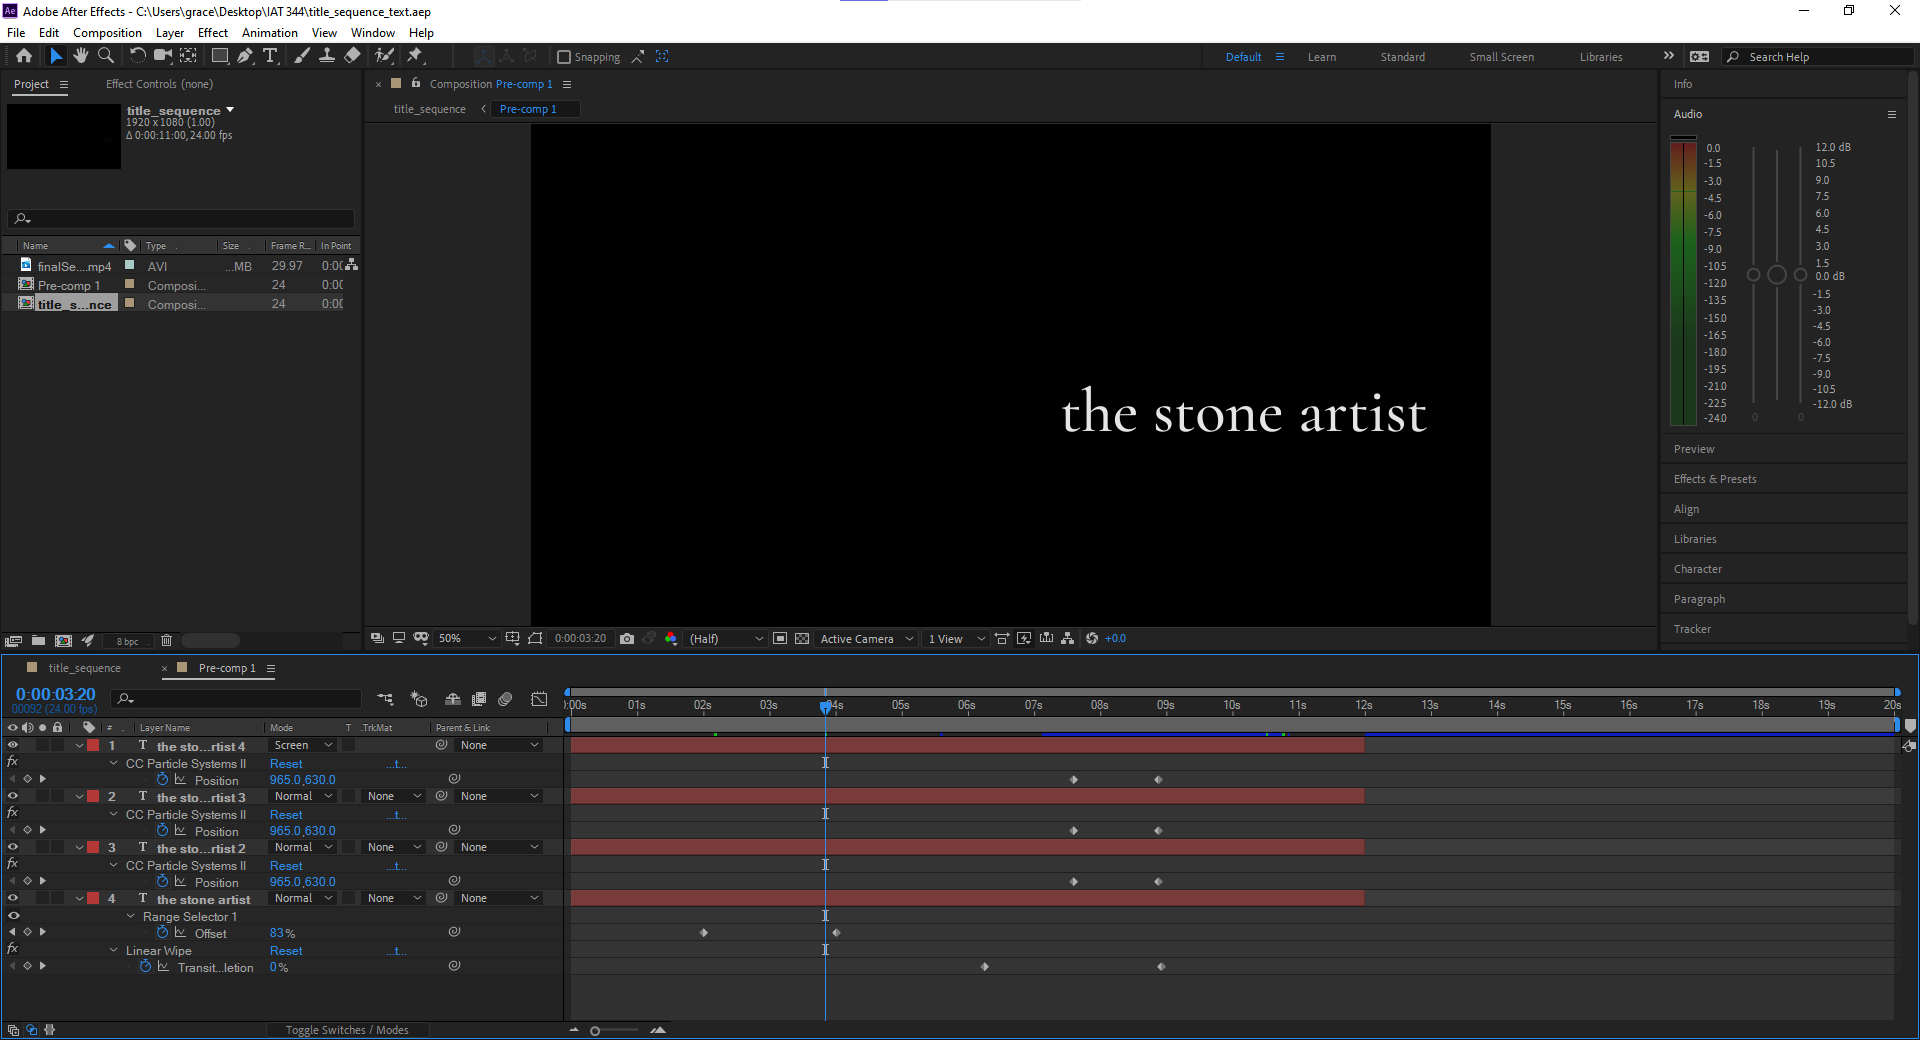 Adobe After Effects - C:\Users\grace\Desktop\IAT 344\title_sequence_text.aep
File Edit Composition Layer Effect Animation View Window Help
Snapping
Default Learn Standard Small Screen Libraries Search Help
Project Effect Controls (none)
title_sequence
1920 x 1080 (1.00)
Δ 0:00:11:00, 24.00 fps
Name Type Size Frame R... In Point
finalSe....mp4 AVI ...MB 29.97 0:00
Pre-comp 1 Composi... 24 0:00
title_s...nce Composi... 24 0:00
8 bpc
Composition Pre-comp 1
title_sequence Pre-comp 1
the stone artist
50% 0:00:03:20 (Half) Active Camera 1 View +0.0
Info
Audio
0.0
-1.5
-3.0
-4.5
-6.0
-7.5
-9.0
-10.5
-12.0
-13.5
-15.0
-16.5
-18.0
-19.5
-21.0
-22.5
-24.0
12.0 dB
10.5
9.0
7.5
6.0
4.5
3.0
1.5
0.0 dB
-1.5
-3.0
-4.5
-6.0
-7.5
-9.0
-10.5
-12.0 dB
0 0
Preview
Effects & Presets
Align
Libraries
Character
Paragraph
Tracker
title_sequence Pre-comp 1
0:00:03:20
00092 (24.00 fps)
:00s 01s 02s 03s 04s 05s 06s 07s 08s 09s 10s 11s 12s 13s 14s 15s 16s 17s 18s 19s 20s
# Layer Name Mode T .TrkMat Parent & Link
1 T the sto...rtist 4 Screen None
fx CC Particle Systems II Reset ...t...
Position 965.0,630.0
2 T the sto...rtist 3 Normal None None
fx CC Particle Systems II Reset ...t...
Position 965.0,630.0
3 T the sto...rtist 2 Normal None None
fx CC Particle Systems II Reset ...t...
Position 965.0,630.0
4 T the stone artist Normal None None
Range Selector 1
Offset 83%
fx Linear Wipe Reset ...t...
Transit...letion 0%
Toggle Switches / Modes